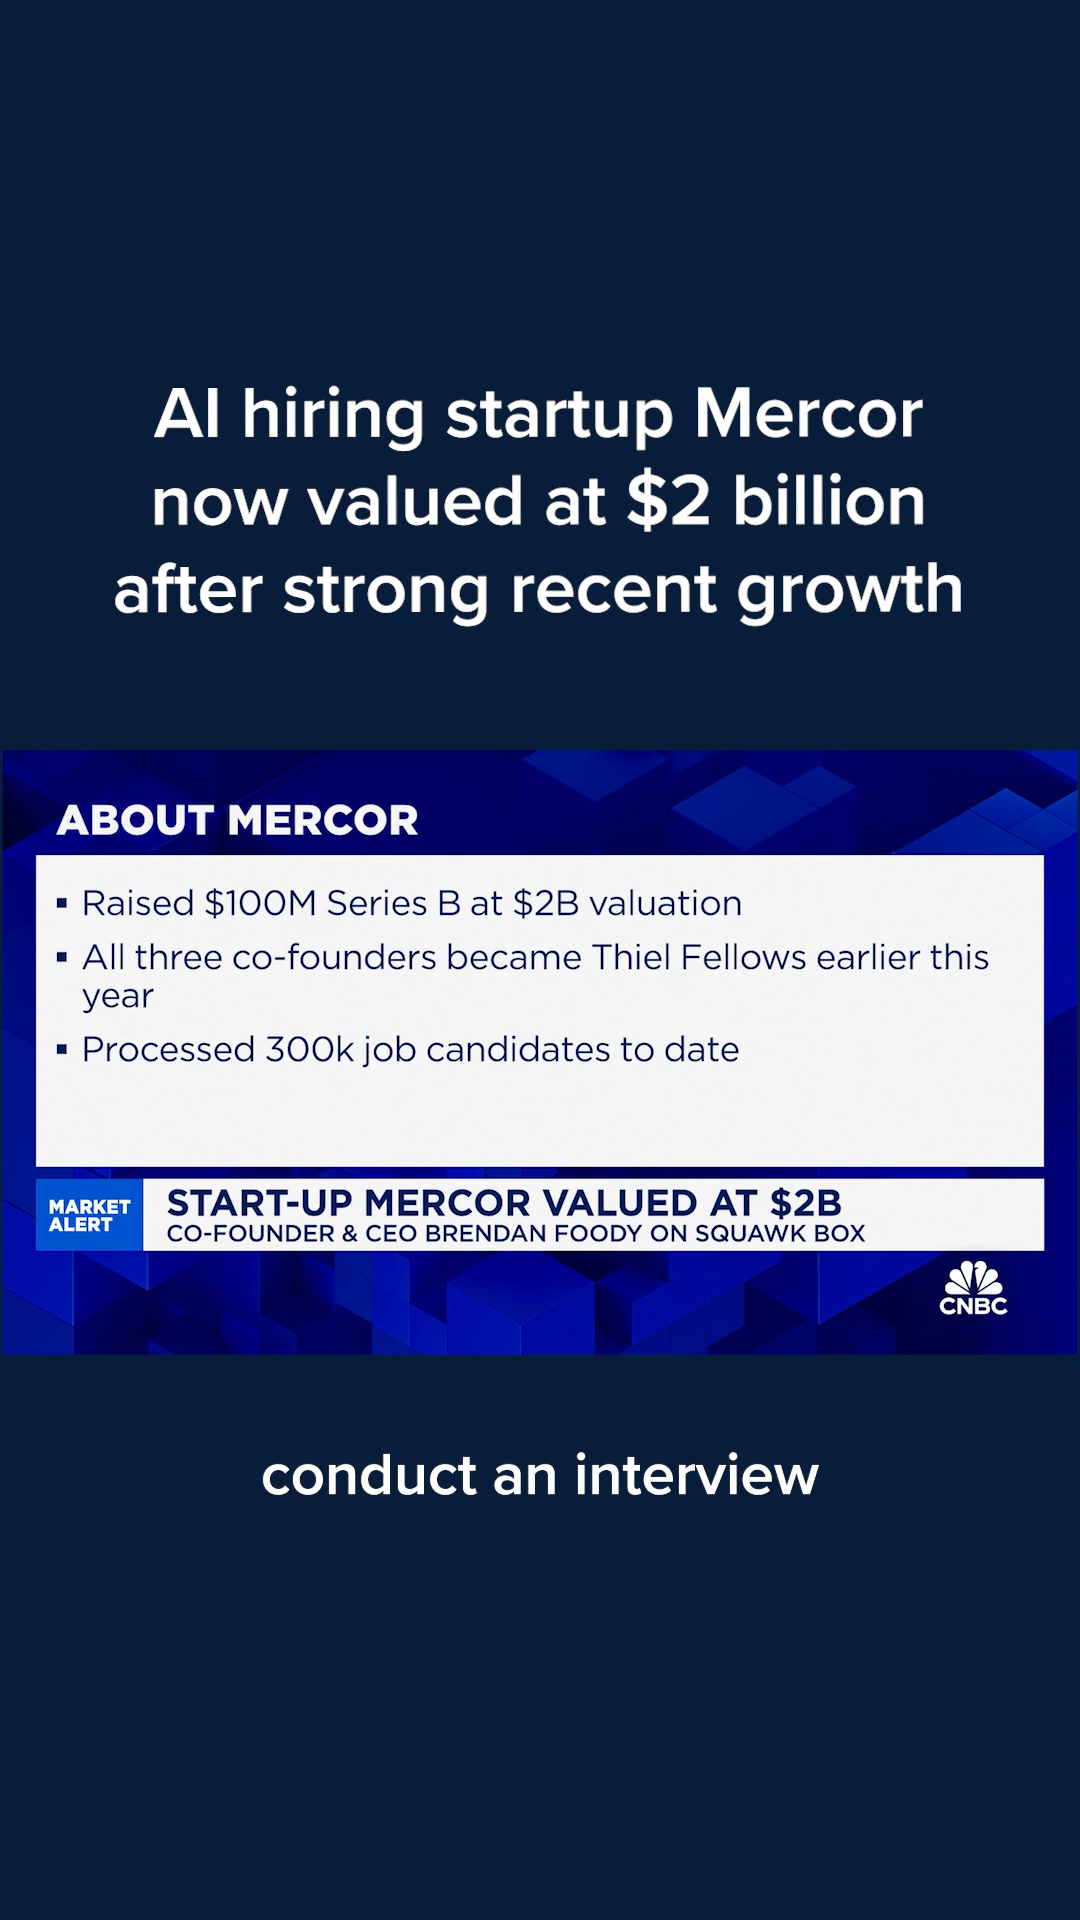 AI hiring startup Mercor
now valued at $2 billion
after strong recent growth
ABOUT MERCOR
▪ Raised $100M Series B at $2B valuation
▪ All three co-founders became Thiel Fellows earlier this
year
▪ Processed 300k job candidates to date
MARKET
ALERT
START-UP MERCOR VALUED AT $2B
CO-FOUNDER & CEO BRENDAN FOODY ON SQUAWK BOX
CNBC
conduct an interview